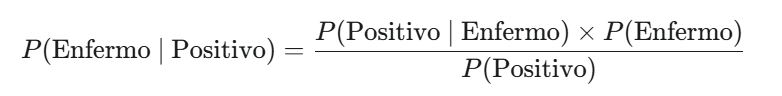 P(Enfermo | Positivo) = P(Positivo | Enfermo) × P(Enfermo)
P(Positivo)